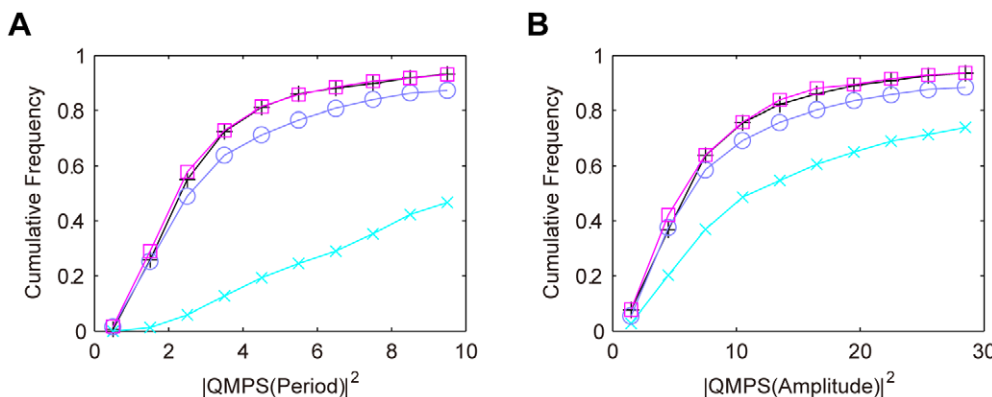 A
Cumulative Frequency
1
0.8
0.6
0.4
0.2
0
0 2 4 6 8 10
|QMPS(Period)|²
B
Cumulative Frequency
1
0.8
0.6
0.4
0.2
0
0 10 20 30
|QMPS(Amplitude)|²